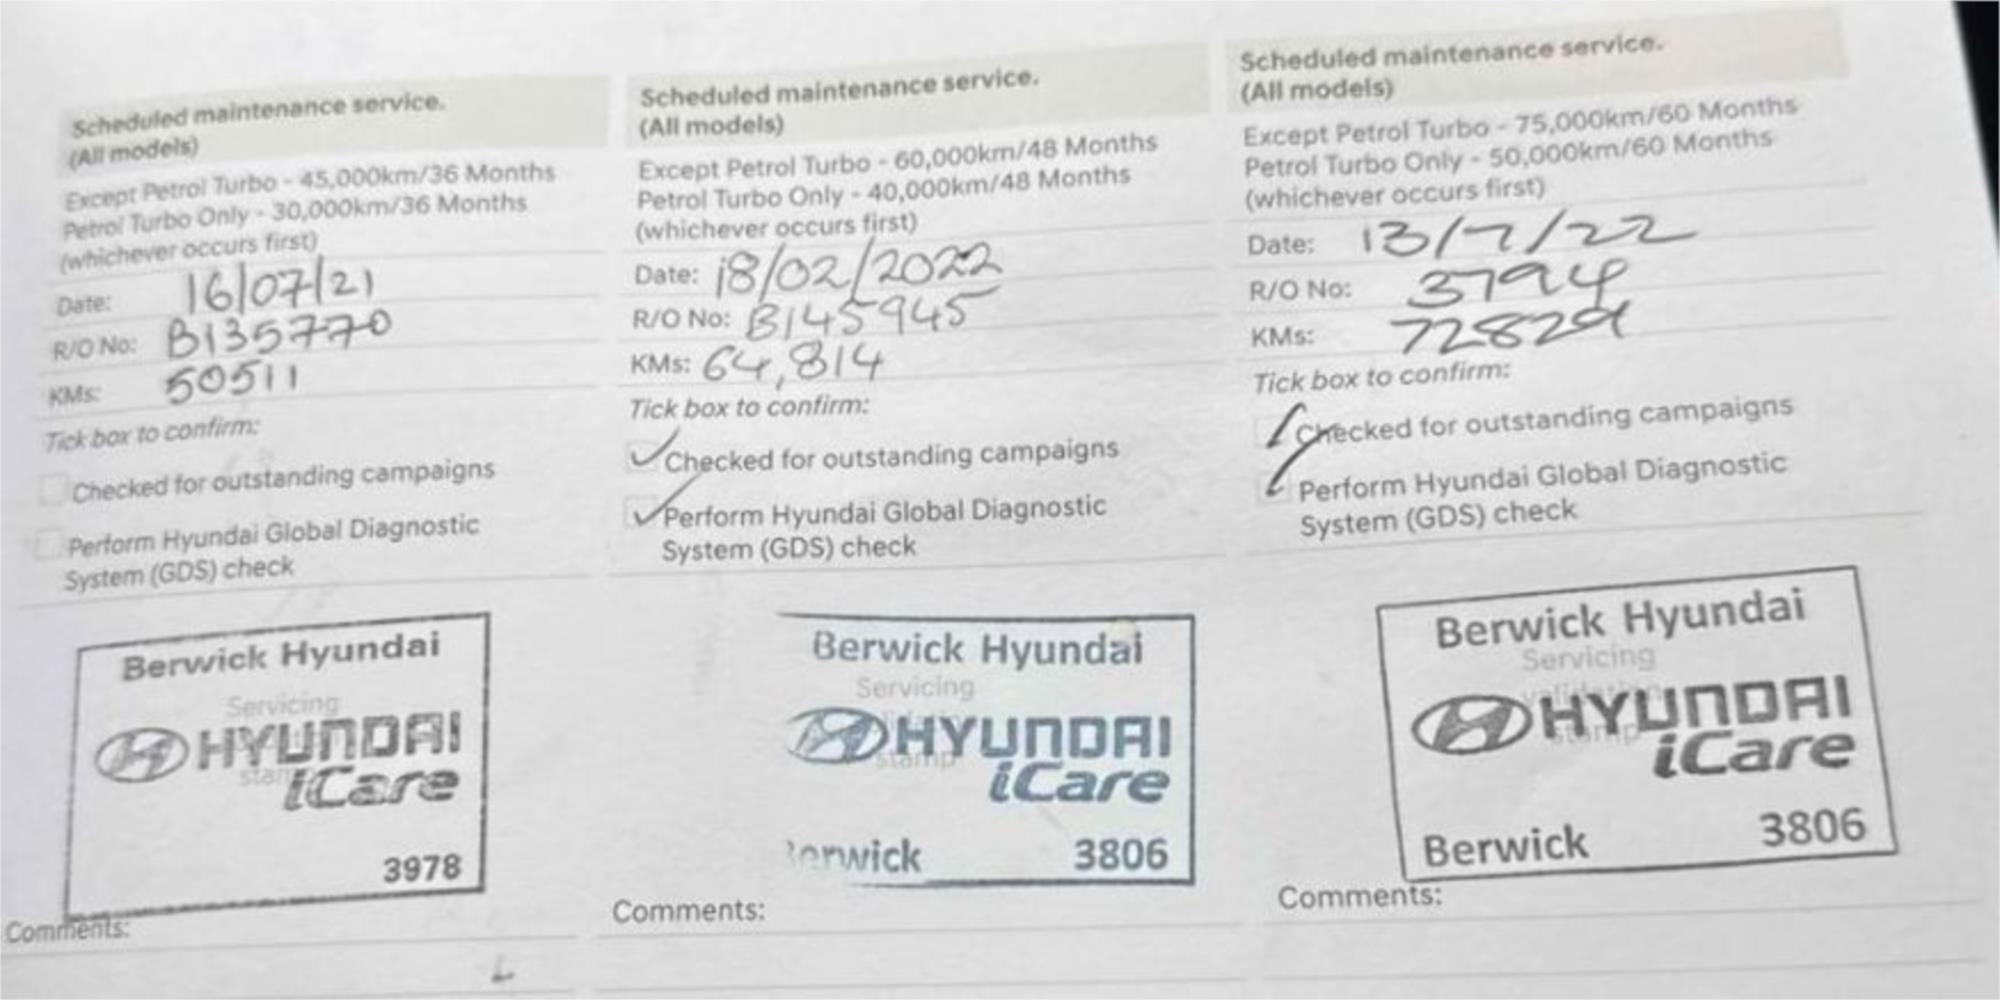 Scheduled maintenance service.
(All models)
Except Petrol Turbo - 45,000km/36 Months
Petrol Turbo Only - 30,000km/36 Months
(whichever occurs first)
Date: 16/07/21
R/O No: B135770
KMs: 50511
Tick box to confirm:
Checked for outstanding campaigns
Perform Hyundai Global Diagnostic
System (GDS) check
Berwick Hyundai
Servicing
HYUNDAI
iCare
3978
Comments:
Scheduled maintenance service.
(All models)
Except Petrol Turbo - 60,000km/48 Months
Petrol Turbo Only - 40,000km/48 Months
(whichever occurs first)
Date: 18/02/2022
R/O No: B145945
KMs: 64,814
Tick box to confirm:
Checked for outstanding campaigns
Perform Hyundai Global Diagnostic
System (GDS) check
Berwick Hyundai
Servicing
HYUNDAI
stamp
iCare
Berwick 3806
Comments:
Scheduled maintenance service.
(All models)
Except Petrol Turbo - 75,000km/60 Months
Petrol Turbo Only - 50,000km/60 Months
(whichever occurs first)
Date: 13/7/22
R/O No: 3794
KMs:
Tick box to confirm:
Checked for outstanding campaigns
Perform Hyundai Global Diagnostic
System (GDS) check
Berwick Hyundai
Servicing
validation
HYUNDAI
stamp
iCare
Berwick 3806
Comments: